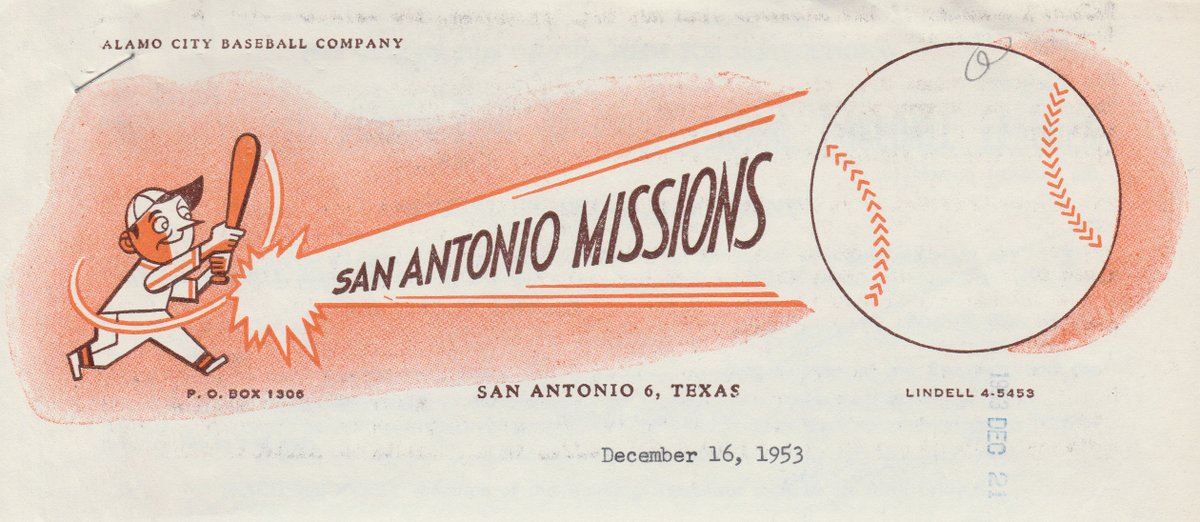 ALAMO CITY BASEBALL COMPANY
SAN ANTONIO MISSIONS
P. O. BOX 1306
SAN ANTONIO 6, TEXAS
LINDELL 4-5453
December 16, 1953
1953 DEC 21